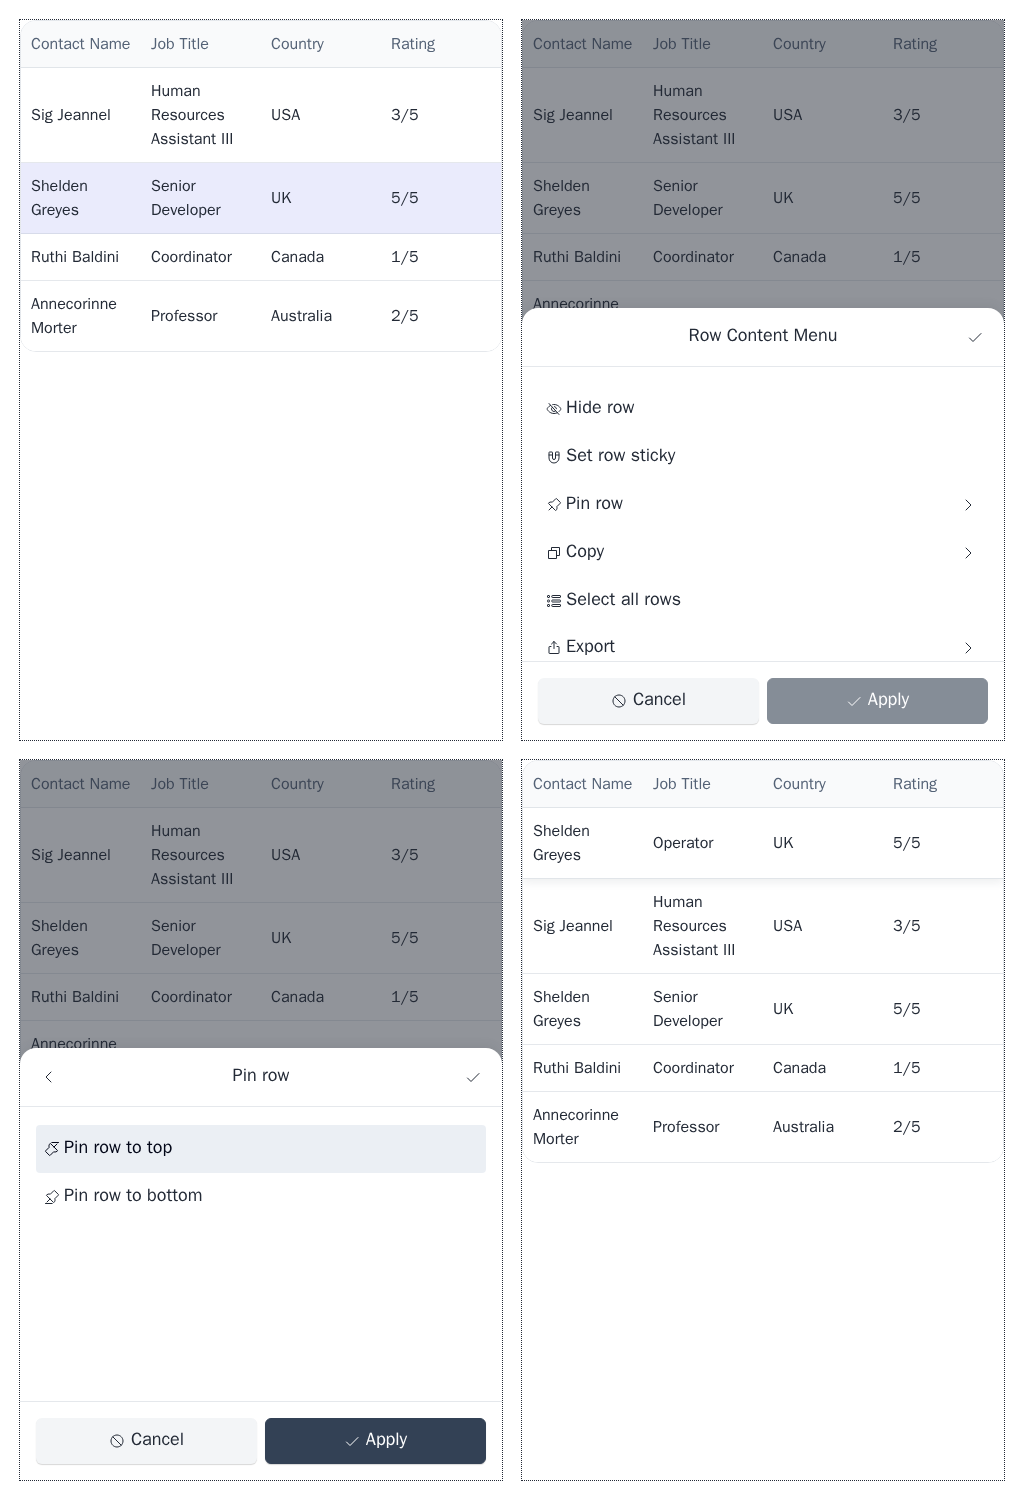 Contact Name Job Title Country Rating
Human
Sig Jeannel Resources USA 3/5
Assistant III
Shelden Senior
UK 5/5
Greyes Developer
Ruthi Baldini Coordinator Canada 1/5
Annecorinne
Professor Australia 2/5
Morter
Contact Name Job Title Country Rating
Human
Sig Jeannel Resources USA 3/5
Assistant III
Shelden Senior
UK 5/5
Greyes Developer
Ruthi Baldini Coordinator Canada 1/5
Annecorinne
Row Content Menu
Hide row
Set row sticky
Pin row
Copy
Select all rows
Export
Cancel Apply
Contact Name Job Title Country Rating
Human
Sig Jeannel Resources USA 3/5
Assistant III
Shelden Senior
UK 5/5
Greyes Developer
Ruthi Baldini Coordinator Canada 1/5
Annecorinne
Pin row
Pin row to top
Pin row to bottom
Cancel Apply
Contact Name Job Title Country Rating
Shelden
Operator UK 5/5
Greyes
Human
Sig Jeannel Resources USA 3/5
Assistant III
Shelden Senior
UK 5/5
Greyes Developer
Ruthi Baldini Coordinator Canada 1/5
Annecorinne
Professor Australia 2/5
Morter